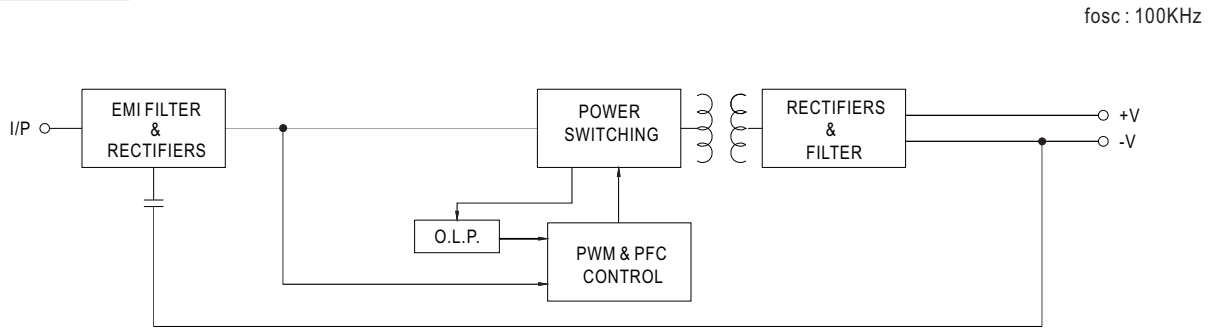 fosc : 100KHz
I/P
EMI FILTER
&
RECTIFIERS
POWER
SWITCHING
RECTIFIERS
&
FILTER
+V
-V
O.L.P.
PWM & PFC
CONTROL